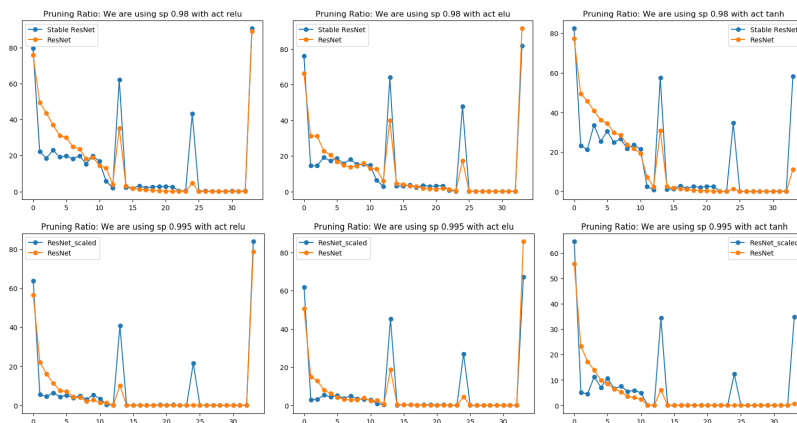 Pruning Ratio: We are using sp 0.98 with act relu
80
60
40
20
0
Stable ResNet
ResNet
0 5 10 15 20 25 30
Pruning Ratio: We are using sp 0.98 with act elu
80
60
40
20
0
Stable ResNet
ResNet
0 5 10 15 20 25 30
Pruning Ratio: We are using sp 0.98 with act tanh
80
60
40
20
0
Stable ResNet
ResNet
0 5 10 15 20 25 30
Pruning Ratio: We are using sp 0.995 with act relu
80
60
40
20
0
ResNet_scaled
ResNet
0 5 10 15 20 25 30
Pruning Ratio: We are using sp 0.995 with act elu
80
60
40
20
0
ResNet_scaled
ResNet
0 5 10 15 20 25 30
Pruning Ratio: We are using sp 0.995 with act tanh
60
50
40
30
20
10
0
ResNet_scaled
ResNet
0 5 10 15 20 25 30